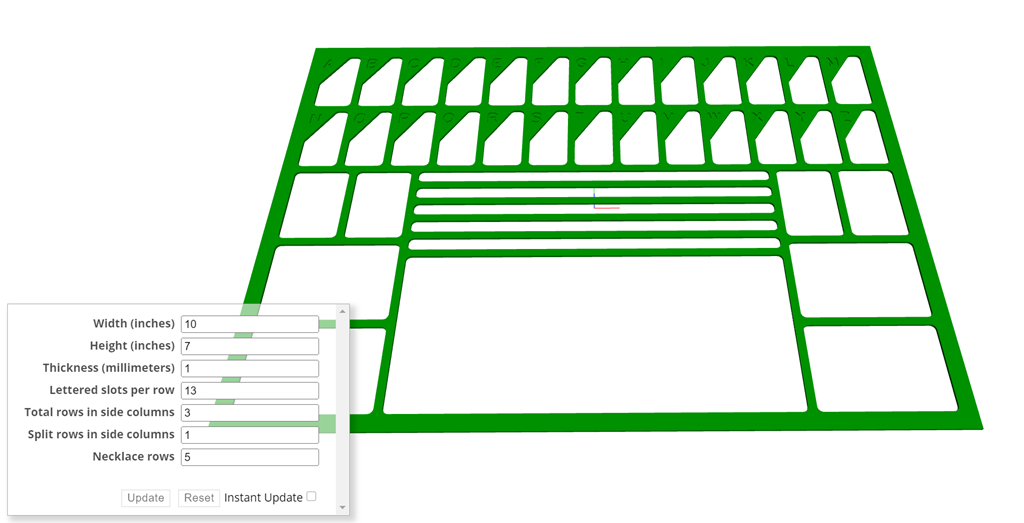 A B C D E F G H I J K L M
N O P Q R S T U V W X Y Z
Width (inches) 10
Height (inches) 7
Thickness (millimeters) 1
Lettered slots per row 13
Total rows in side columns 3
Split rows in side columns 1
Necklace rows 5
Update Reset Instant Update